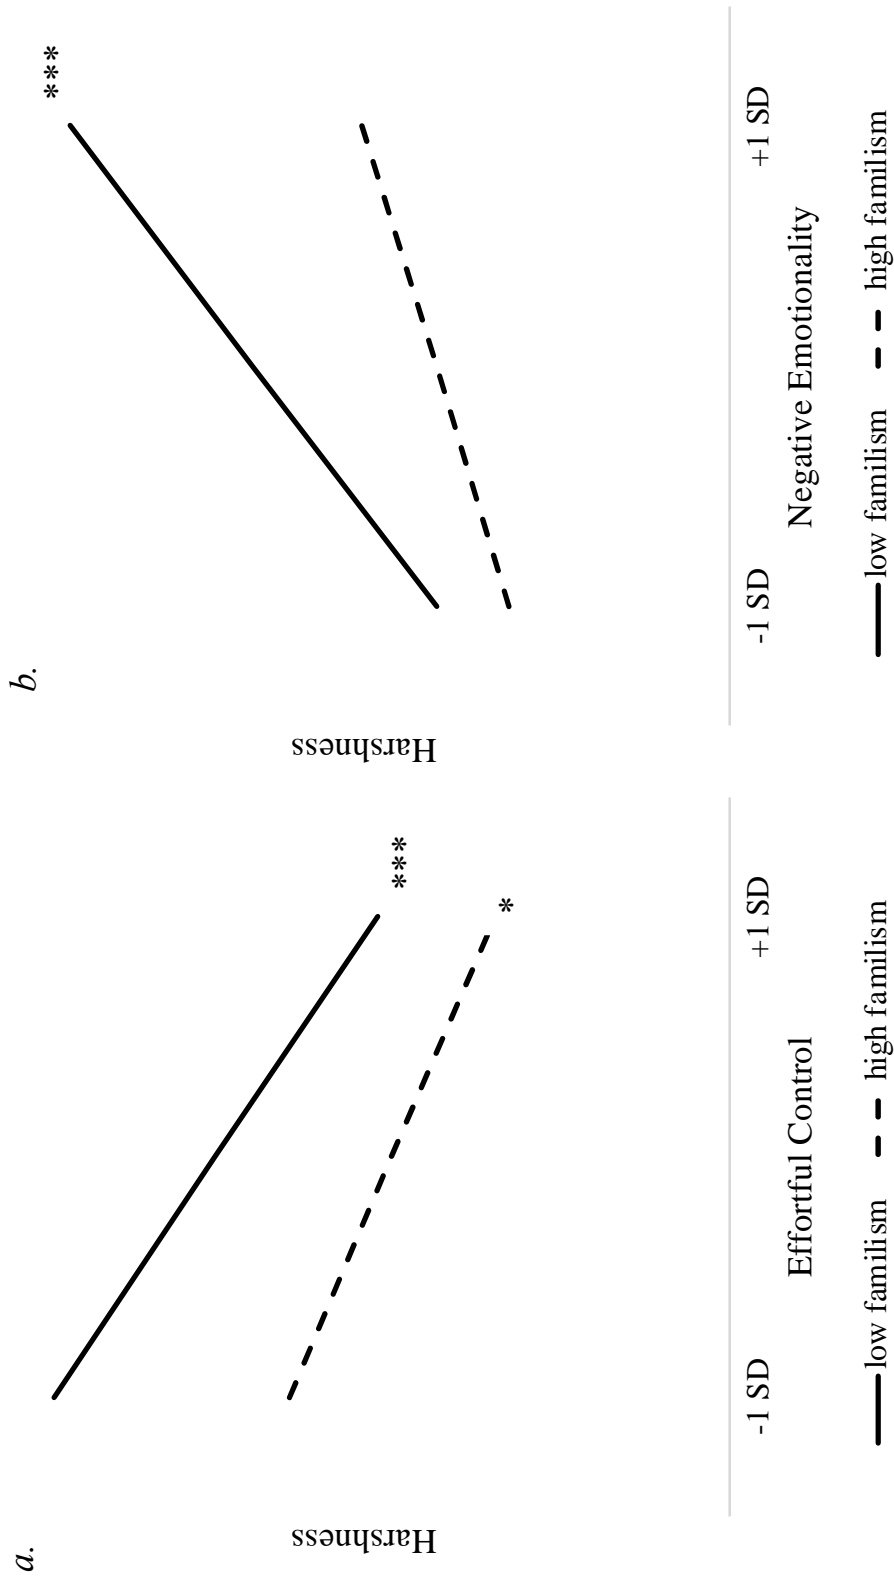 a.
Harshness
***
*
-1 SD
+1 SD
Effortful Control
low familism
high familism
b.
Harshness
***
-1 SD
+1 SD
Negative Emotionality
low familism
high familism